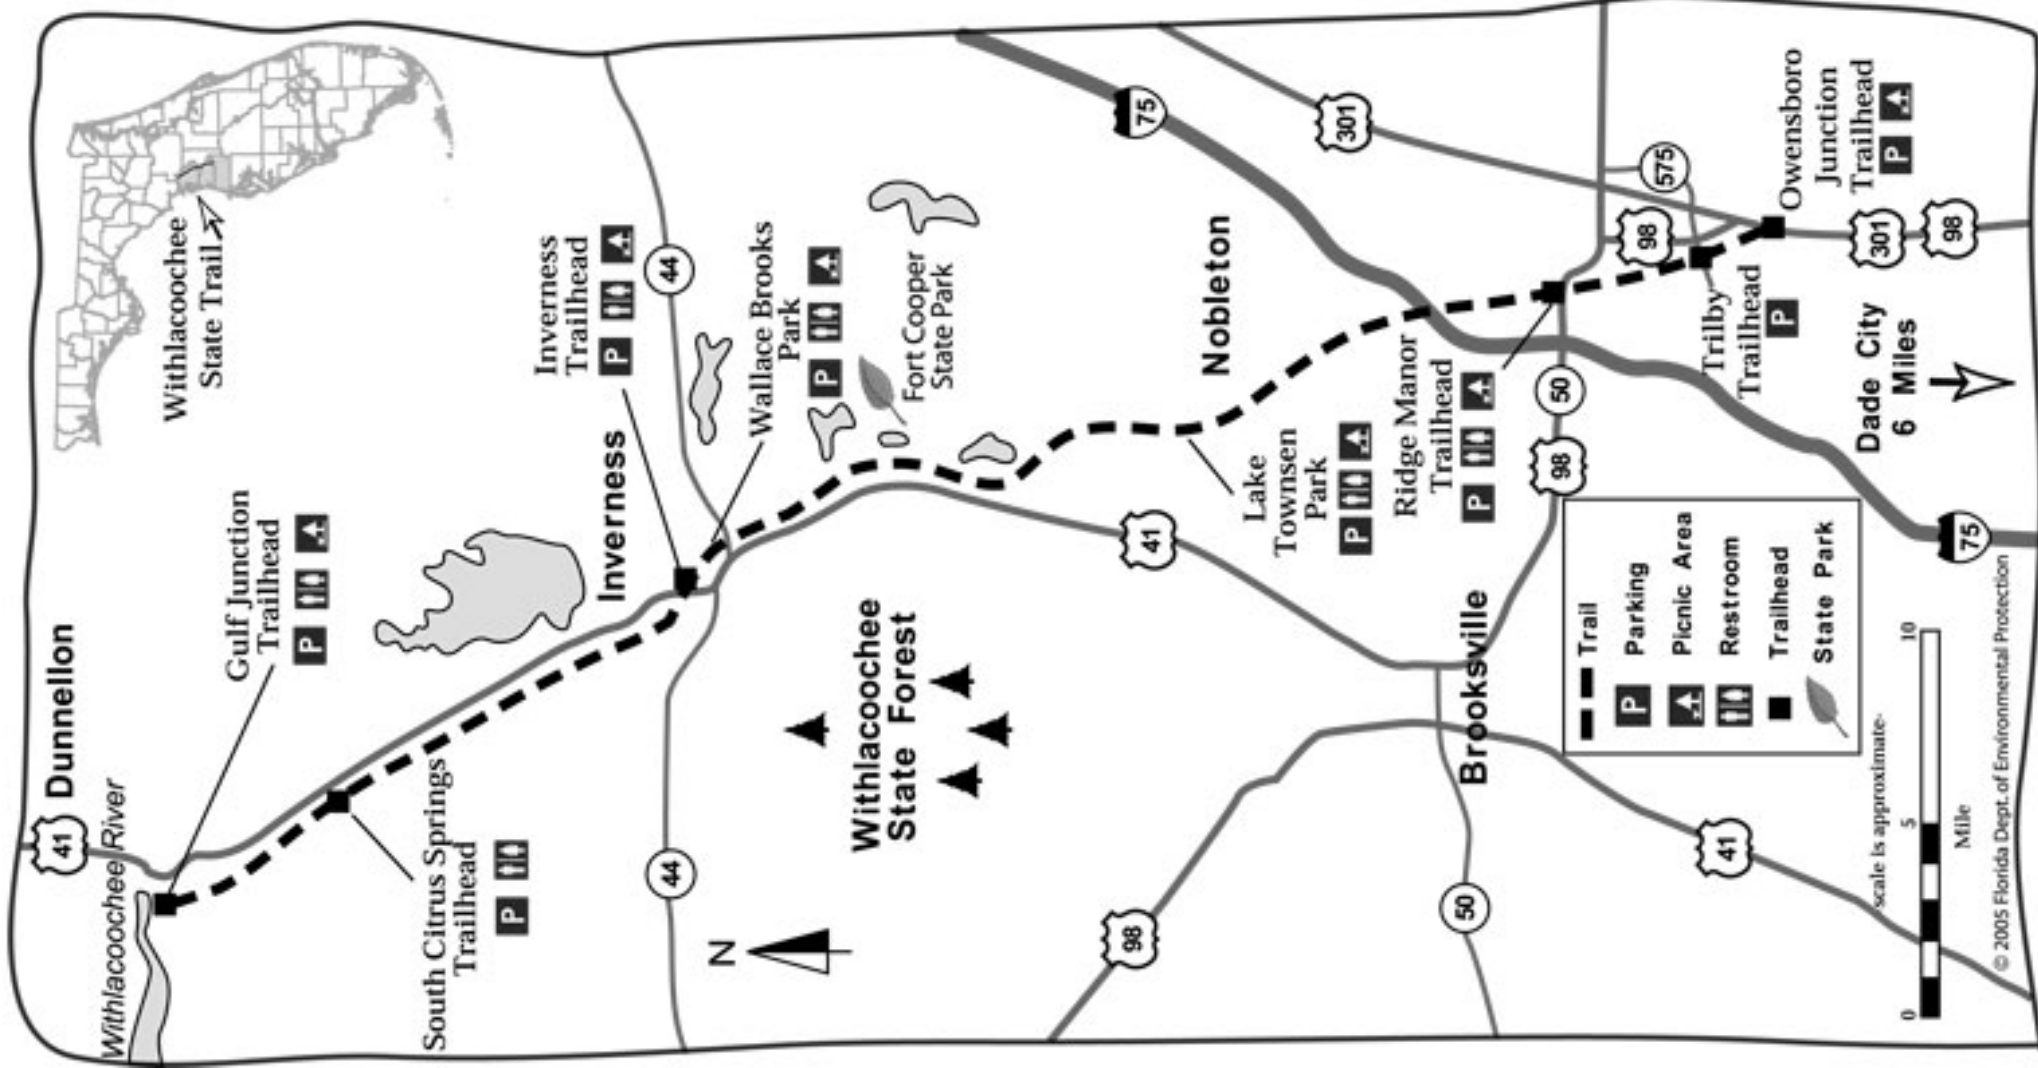 41
Dunnellon
Withlacoochee River
Gulf Junction
Trailhead
P
Withlacoochee
State Trail
South Citrus Springs
Trailhead
P
Inverness
Inverness
Trailhead
P
44
44
Wallace Brooks
Park
P
Fort Cooper
State Park
N
Withlacoochee
State Forest
75
301
41
98
Nobleton
Lake
Townsen
Park
P
Ridge Manor
Trailhead
P
Brooksville
50
98
50
98
575
Trilby
Trailhead
P
Owensboro
Junction
Trailhead
P
301
98
Dade City
6 Miles
41
75
Trail
P Parking
Picnic Area
Restroom
Trailhead
State Park
-scale is approximate-
0 5 10
Mile
© 2005 Florida Dept. of Environmental Protection